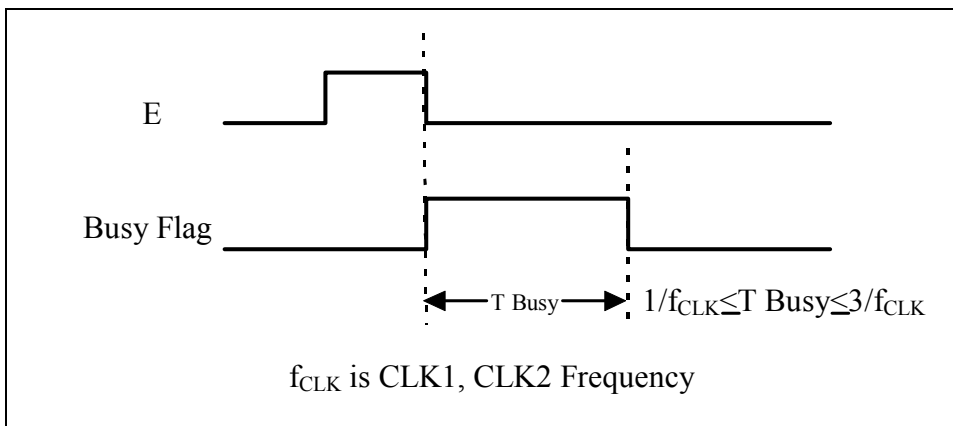 E
Busy Flag
T Busy
1/fCLK≤T Busy≤3/fCLK
fCLK is CLK1, CLK2 Frequency